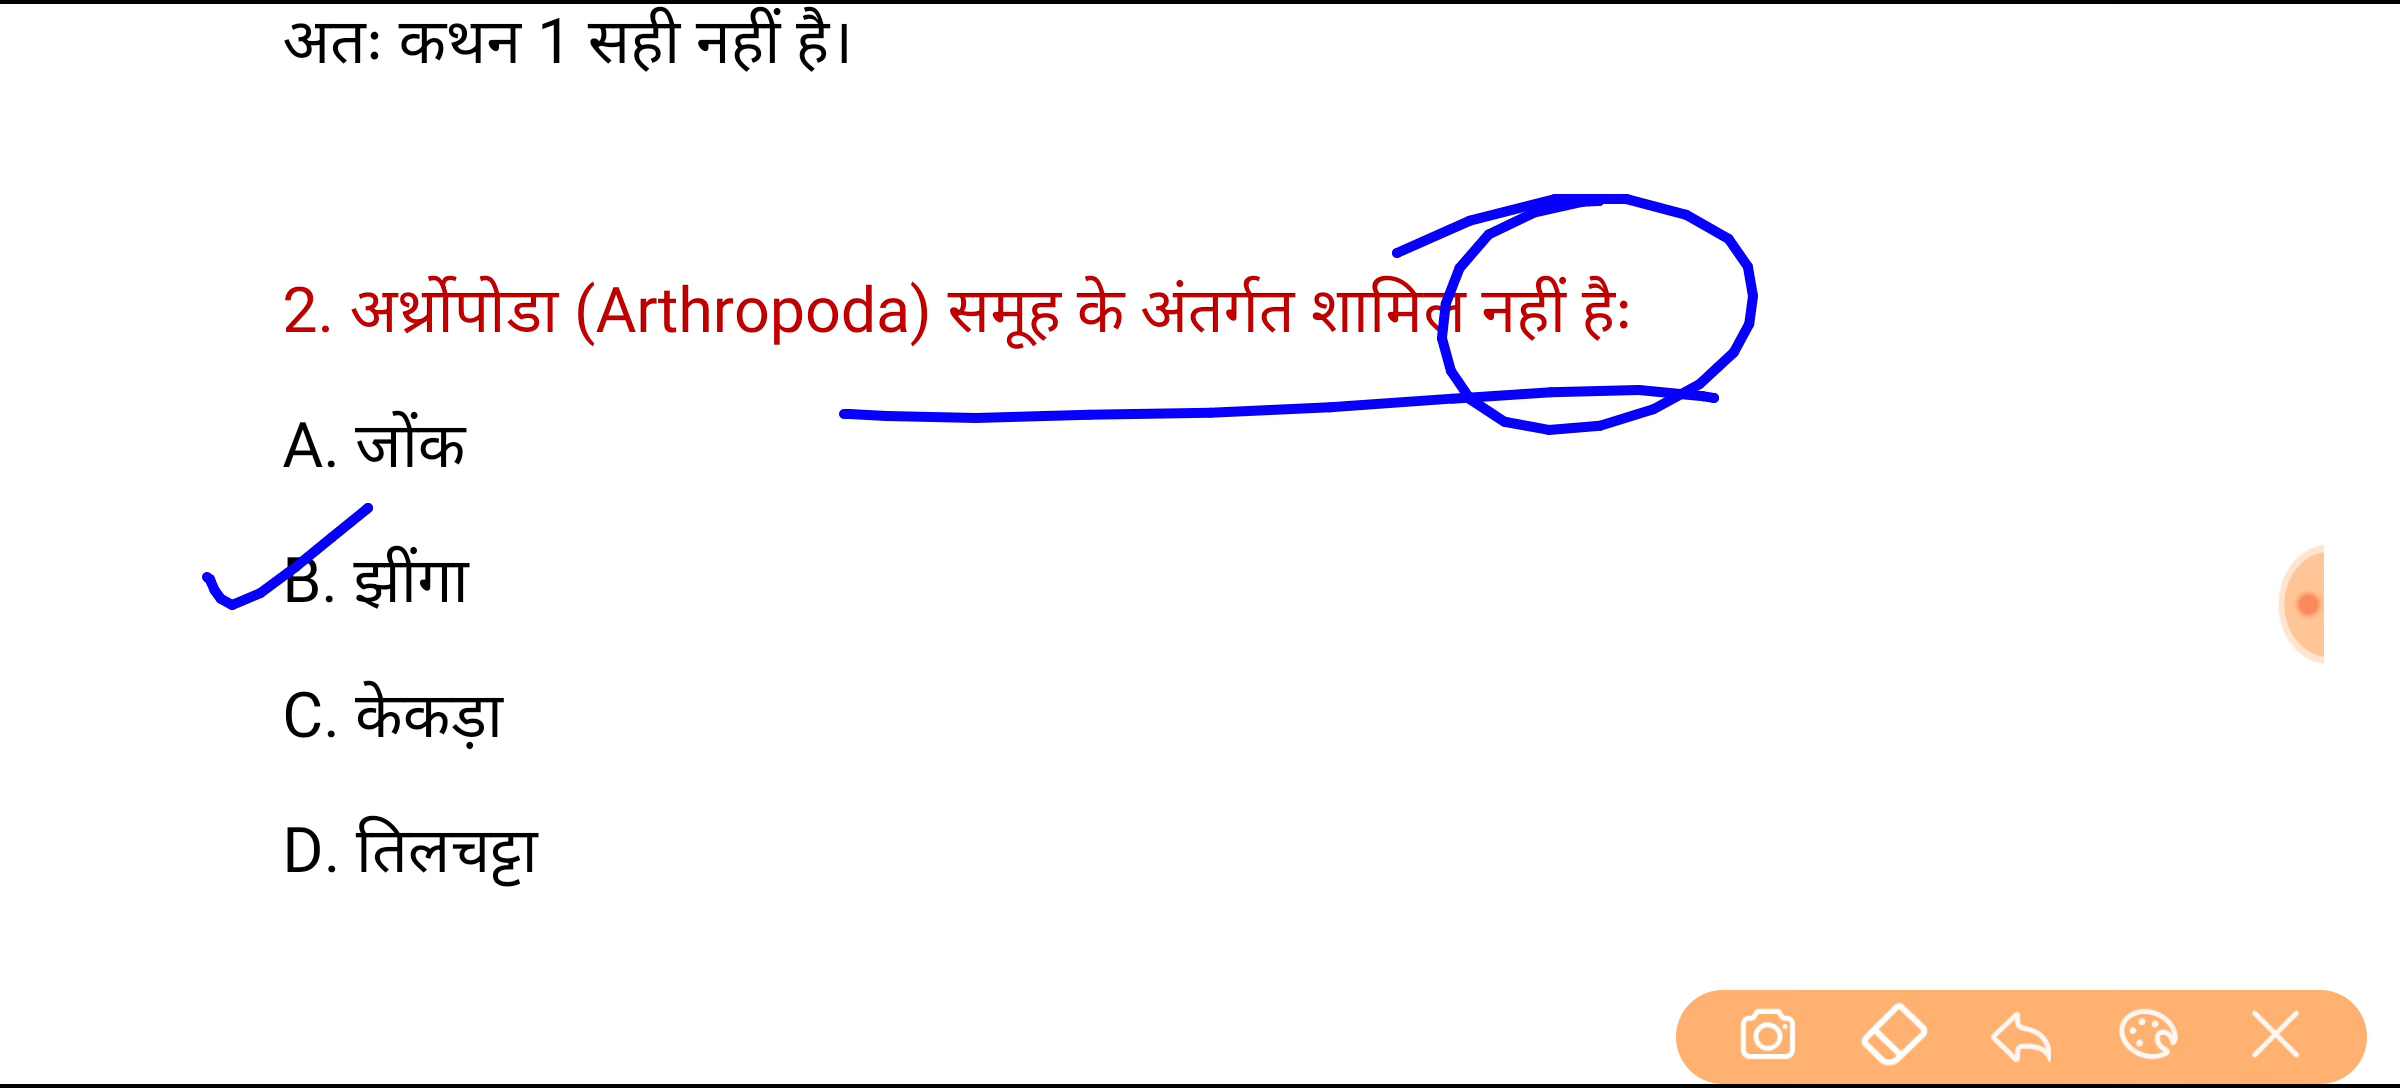 अतः कथन 1 सही नहीं है।
2. अर्थ्रोपोडा (Arthropoda) समूह के अंतर्गत शामिल नहीं हैः
A. जोंक
B. झींगा
C. केकड़ा
D. तिलचट्टा